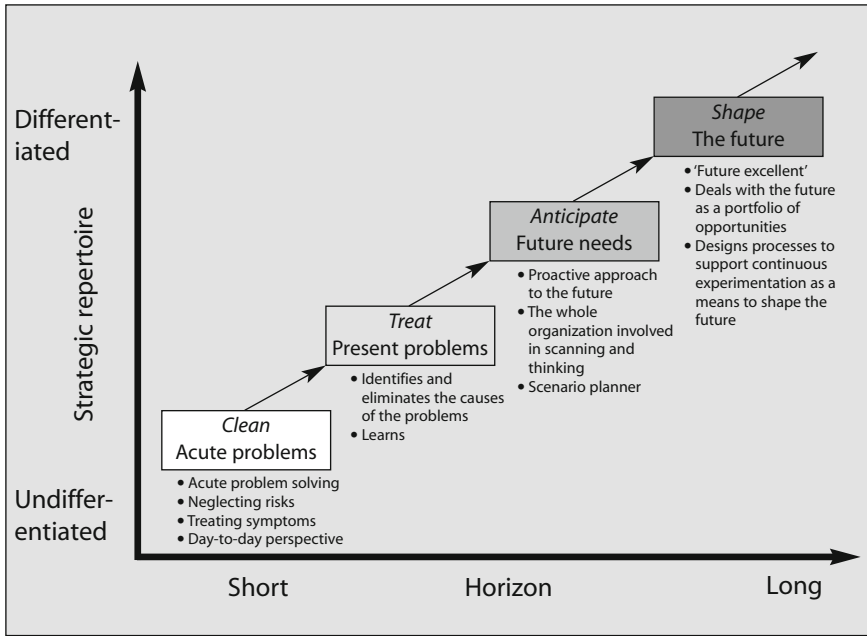 Different-
iated
Strategic repertoire
Undiffer-
entiated
Shape
The future
• 'Future excellent'
• Deals with the future
as a portfolio of
opportunities
• Designs processes to
support continuous
experimentation as a
means to shape the
future
Anticipate
Future needs
• Proactive approach
to the future
• The whole
organization involved
in scanning and
thinking
• Scenario planner
Treat
Present problems
• Identifies and
eliminates the causes
of the problems
• Learns
Clean
Acute problems
• Acute problem solving
• Neglecting risks
• Treating symptoms
• Day-to-day perspective
Short
Horizon
Long